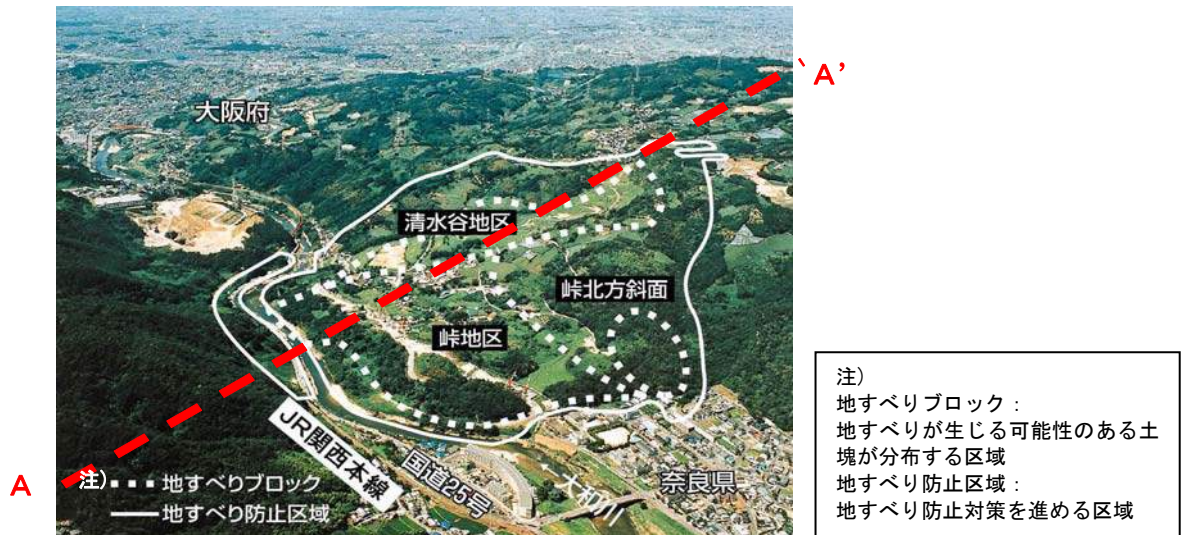 A'
大阪府
清水谷地区
峠北方斜面
峠地区
JR関西本線
国道25号
大和川
奈良県
A
注)
地すべりブロック
地すべり防止区域
注)
地すべりブロック：
地すべりが生じる可能性のある土
塊が分布する区域
地すべり防止区域：
地すべり防止対策を進める区域